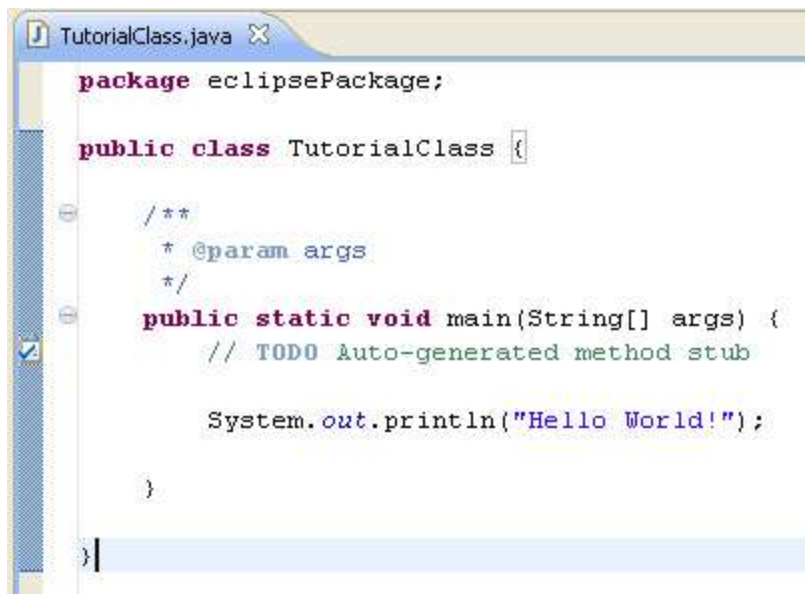 TutorialClass.java
package eclipsePackage;
public class TutorialClass {
/**
* @param args
*/
public static void main(String[] args) {
// TODO Auto-generated method stub
System.out.println("Hello World!");
}
}